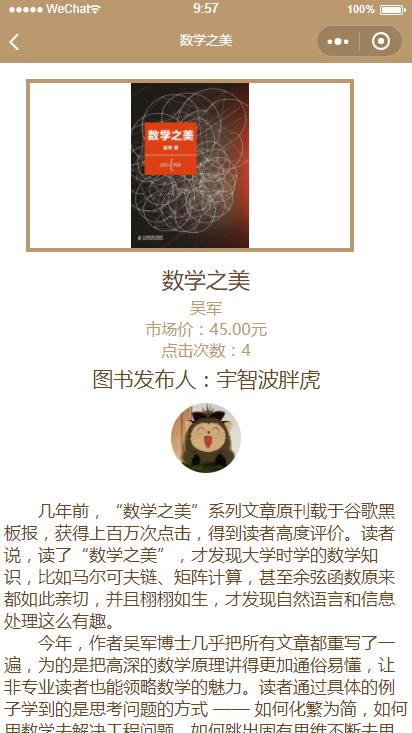 WeChat
9:57
100%
数学之美
数学之美
吴军 著
数学之美
吴军
市场价：45.00元
点击次数：4
图书发布人：宇智波胖虎
几年前，“数学之美”系列文章原刊载于谷歌黑
板报，获得上百万次点击，得到读者高度评价。读者
说，读了“数学之美”，才发现大学时学的数学知
识，比如马尔可夫链、矩阵计算，甚至余弦函数原来
都如此亲切，并且栩栩如生，才发现自然语言和信息
处理这么有趣。
今年，作者吴军博士几乎把所有文章都重写了一
遍，为的是把高深的数学原理讲得更加通俗易懂，让
非专业读者也能领略数学的魅力。读者通过具体的例
子学到的是思考问题的方式 —— 如何化繁为简，如何
用数学去解决工程问题，如何跳出固有思维不断去思